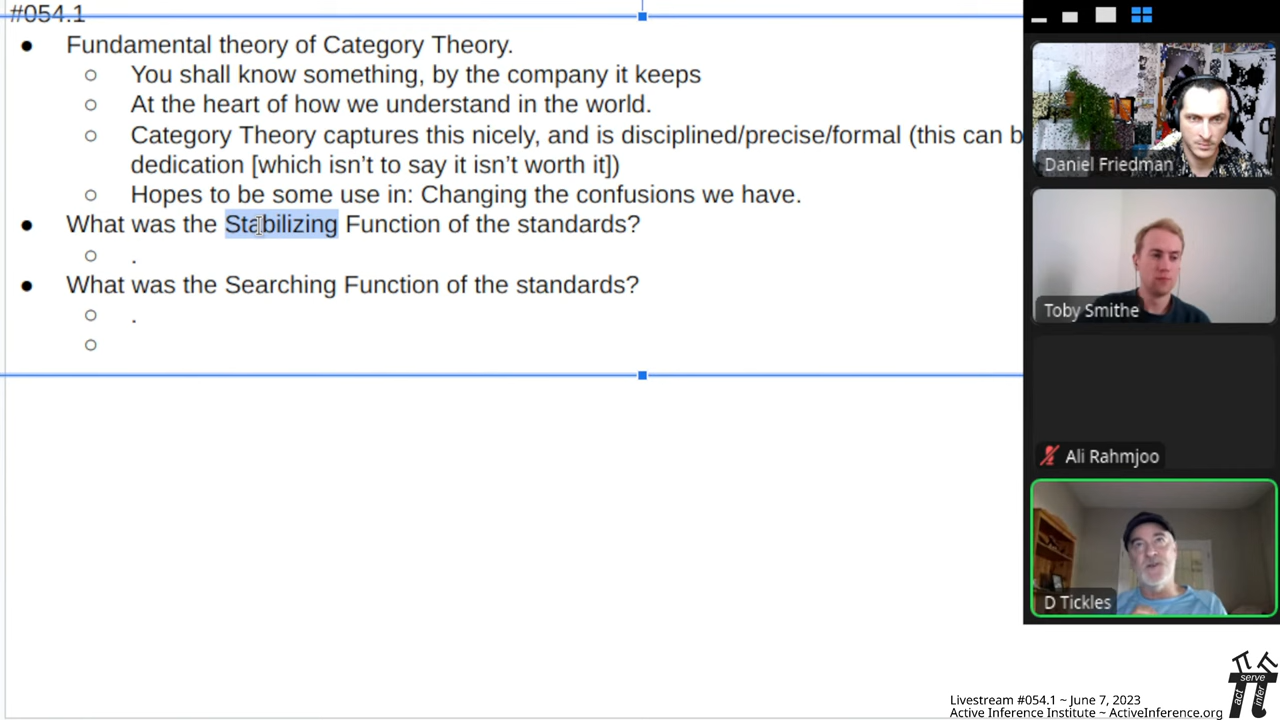 #054.1
● Fundamental theory of Category Theory.
○ You shall know something, by the company it keeps
○ At the heart of how we understand in the world.
○ Category Theory captures this nicely, and is disciplined/precise/formal (this can b
dedication [which isn't to say it isn't worth it])
○ Hopes to be some use in: Changing the confusions we have.
● What was the Stabilizing Function of the standards?
○ .
● What was the Searching Function of the standards?
○ .
○
Daniel Friedman
Toby Smithe
Ali Rahmjoo
D Tickles
act serve infer
Livestream #054.1 ~ June 7, 2023
Active Inference Institute ~ ActiveInference.org